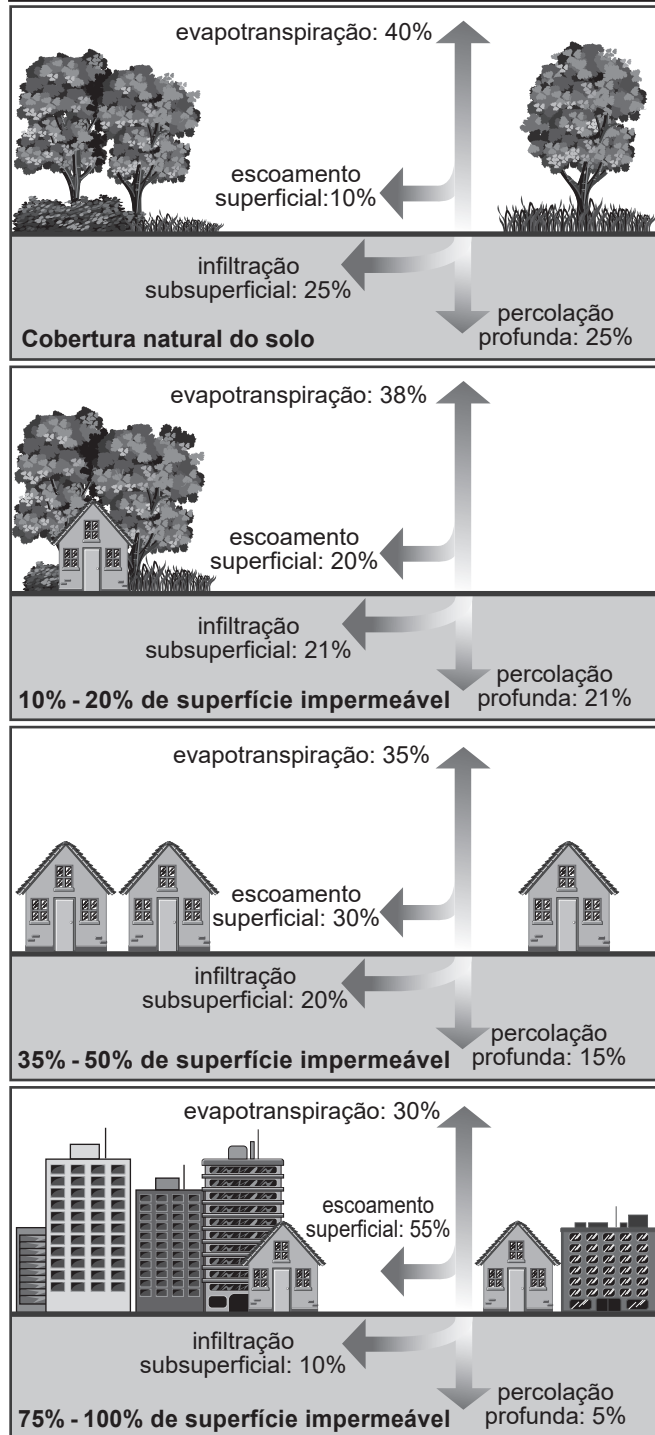 evapotranspiração: 40%
escoamento
superficial:10%
infiltração
subsuperficial: 25%
percolação
profunda: 25%
Cobertura natural do solo
evapotranspiração: 38%
escoamento
superficial: 20%
infiltração
subsuperficial: 21%
percolação
profunda: 21%
10% - 20% de superfície impermeável
evapotranspiração: 35%
escoamento
superficial: 30%
infiltração
subsuperficial: 20%
percolação
profunda: 15%
35% - 50% de superfície impermeável
evapotranspiração: 30%
escoamento
superficial: 55%
infiltração
subsuperficial: 10%
percolação
profunda: 5%
75% - 100% de superfície impermeável